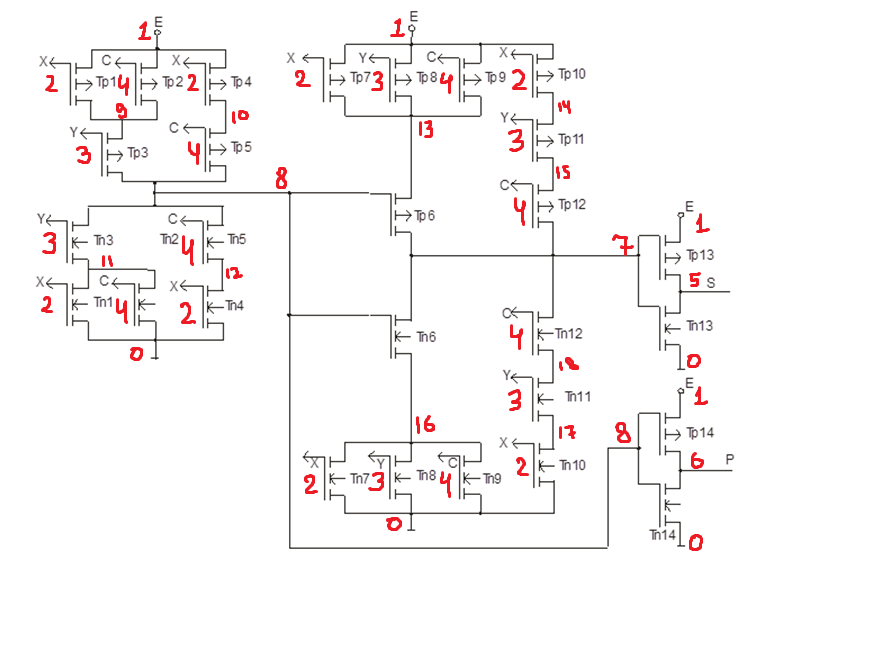 1 E 1 E
X C X X Y C X
2 Tp1 4 Tp2 2 Tp4 2 Tp7 3 Tp8 4 Tp9 2 Tp10
9 10 14
Y C 13 Y
3 Tp3 4 Tp5 3 Tp11
15
8 C
Tp6 4 Tp12
Y C E 1
3 Tn3 Tn2 4 Tn5 7 Tp13
11 12 5 S
X C X
2 Tn1 4 2 Tn4 C
Tn6 4 Tn12 Tn13
0 18 0
Y E
3 Tn11 1
16 17 8 Tp14
X Y C X 6 P
2 Tn7 3 Tn8 4 Tn9 2 Tn10
0 Tn14 0